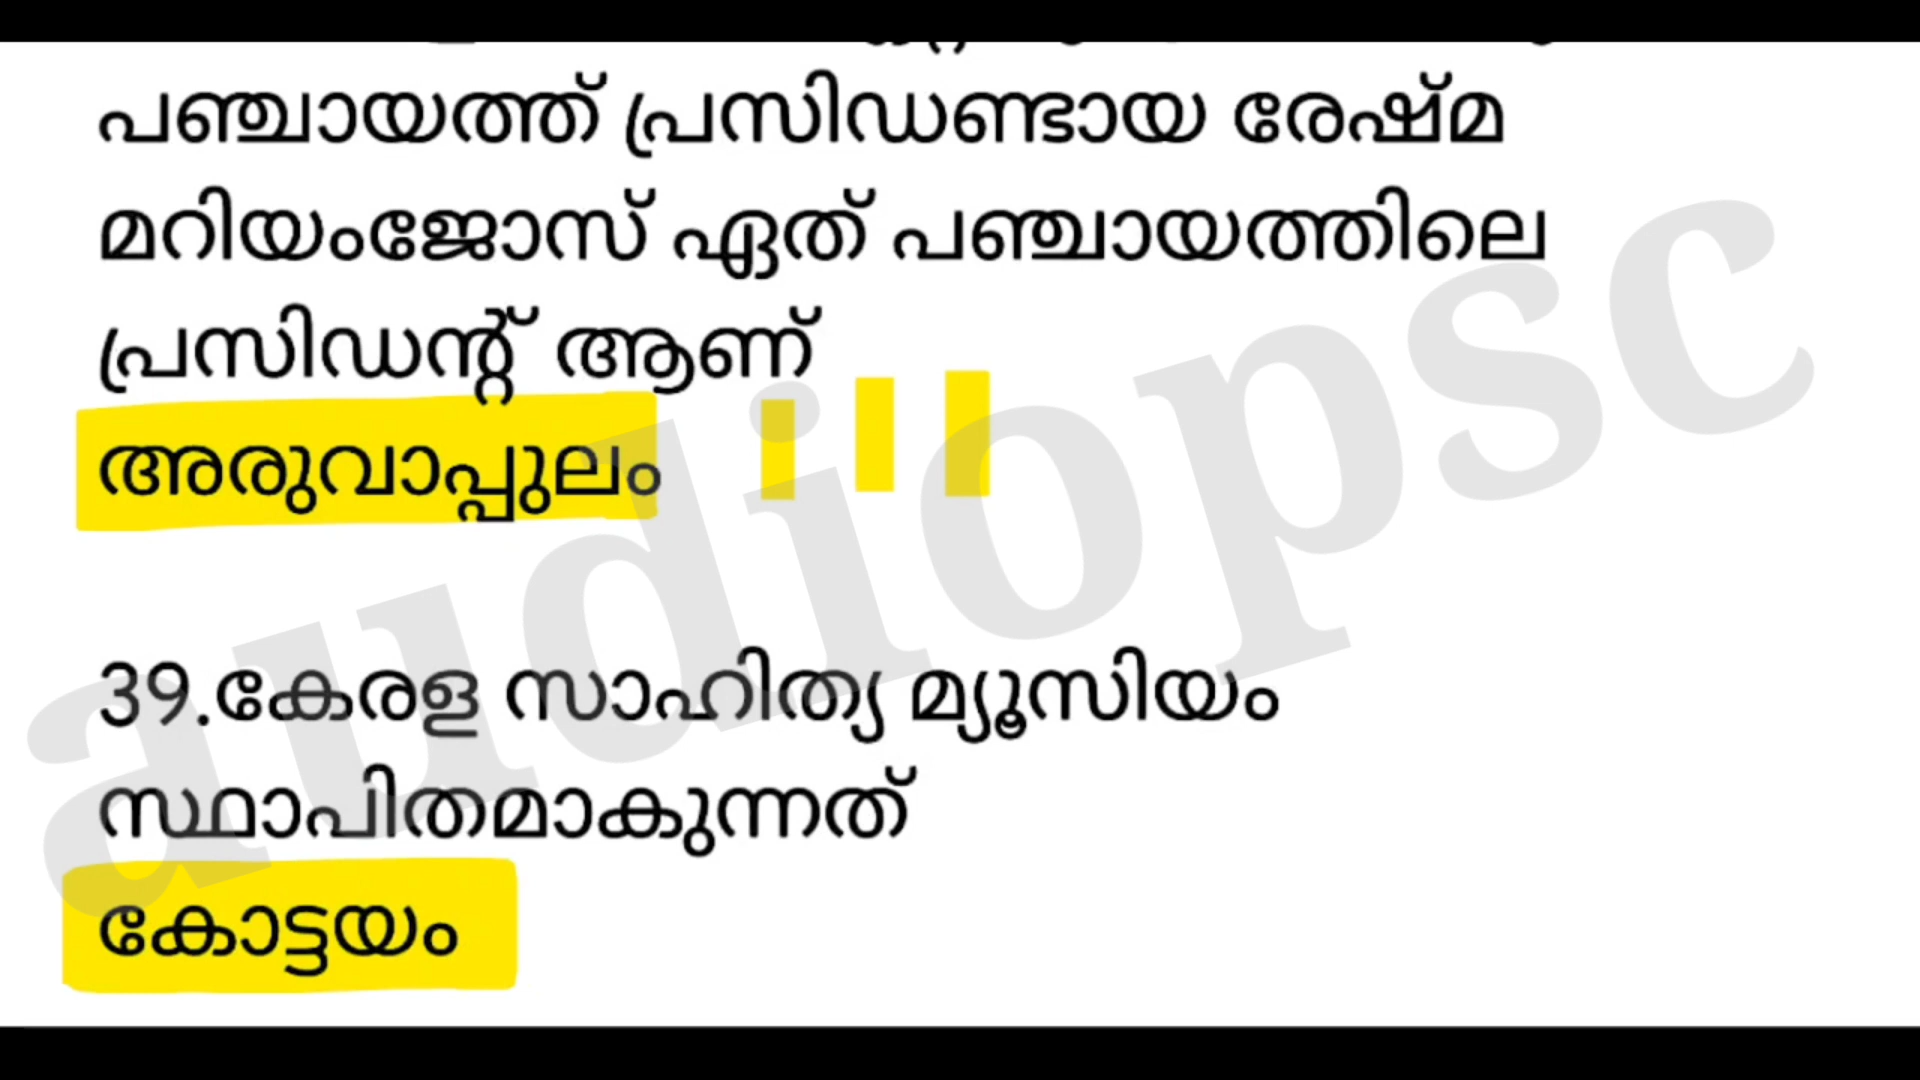 പഞ്ചായത്ത് പ്രസിഡണ്ടായ രേഷ്മ
മറിയംജോസ് ഏത് പഞ്ചായത്തിലെ
പ്രസിഡന്റ് ആണ്
അരുവാപ്പുലം
39.കേരള സാഹിത്യ മ്യൂസിയം
സ്ഥാപിതമാകുന്നത്
കോട്ടയം
audiopsc